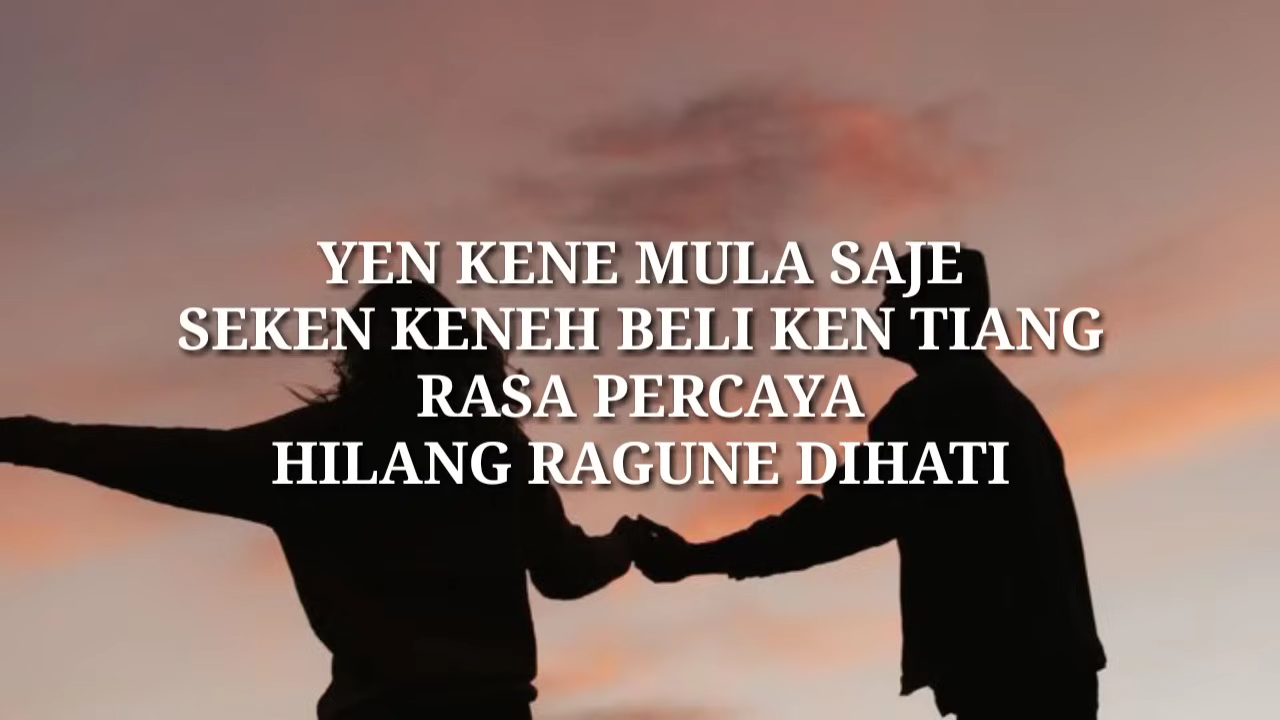 YEN KENE MULA SAJE
SEKEN KENEH BELI KEN TIANG
RASA PERCAYA
HILANG RAGUNE DIHATI